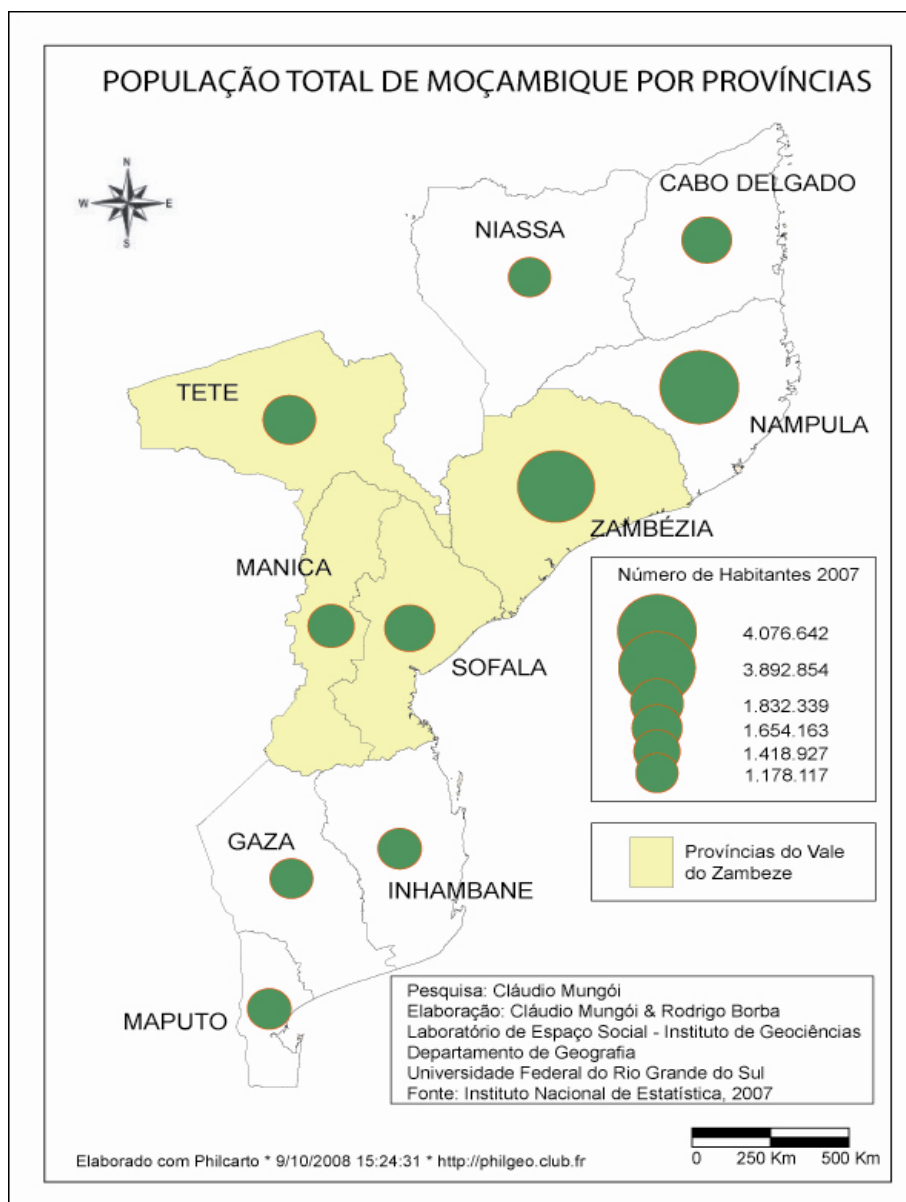 POPULAÇÃO TOTAL DE MOÇAMBIQUE POR PROVÍNCIAS
N
W
E
S
CABO DELGADO
NIASSA
TETE
NAMPULA
ZAMBÉZIA
MANICA
SOFALA
GAZA
INHAMBANE
MAPUTO
Número de Habitantes 2007
4.076.642
3.892.854
1.832.339
1.654.163
1.418.927
1.178.117
Províncias do Vale
do Zambeze
Pesquisa: Cláudio Mungói
Elaboração: Cláudio Mungói & Rodrigo Borba
Laboratório de Espaço Social - Instituto de Geociências
Departamento de Geografia
Universidade Federal do Rio Grande do Sul
Fonte: Instituto Nacional de Estatística, 2007
Elaborado com Philcarto * 9/10/2008 15:24:31 * http://philgeo.club.fr
0 250 Km 500 Km